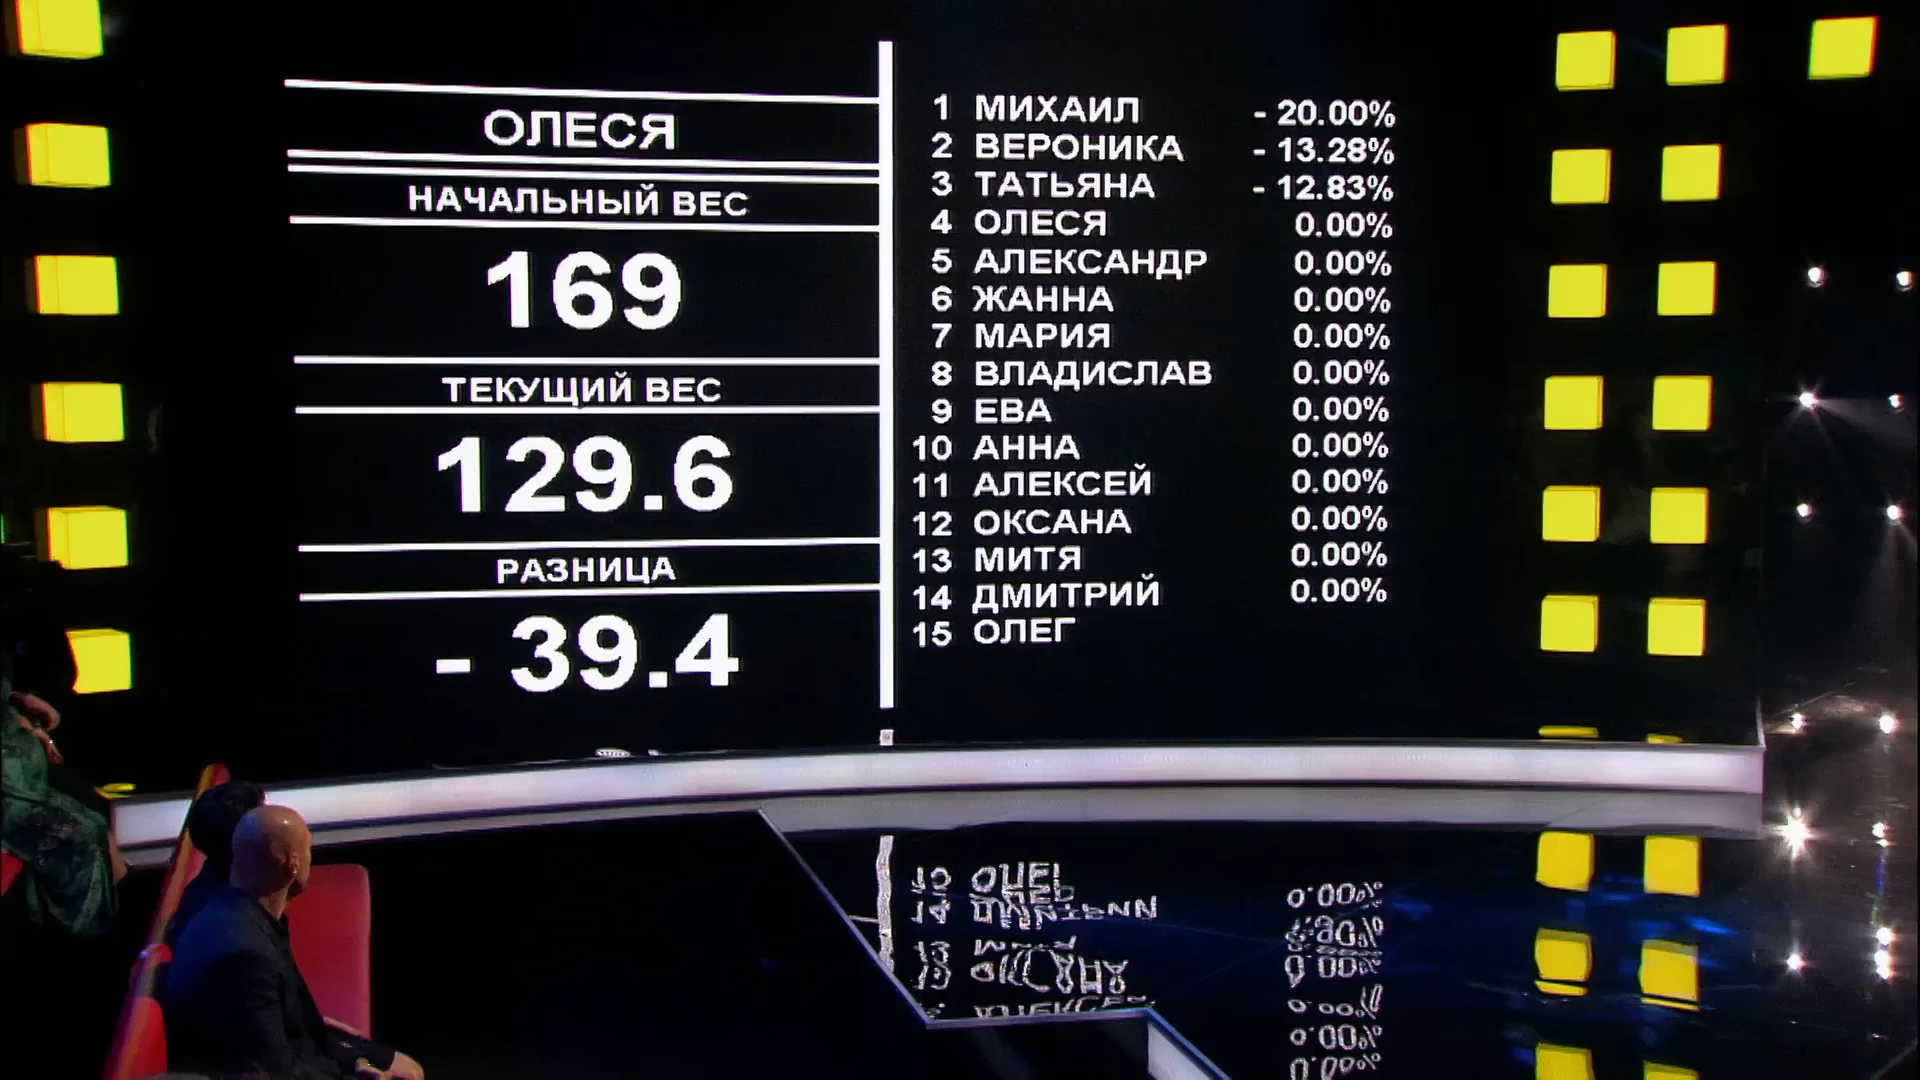 ОЛЕСЯ
НАЧАЛЬНЫЙ ВЕС
169
ТЕКУЩИЙ ВЕС
129.6
РАЗНИЦА
- 39.4
1 МИХАИЛ - 20.00%
2 ВЕРОНИКА - 13.28%
3 ТАТЬЯНА - 12.83%
4 ОЛЕСЯ 0.00%
5 АЛЕКСАНДР 0.00%
6 ЖАННА 0.00%
7 МАРИЯ 0.00%
8 ВЛАДИСЛАВ 0.00%
9 ЕВА 0.00%
10 АННА 0.00%
11 АЛЕКСЕЙ 0.00%
12 ОКСАНА 0.00%
13 МИТЯ 0.00%
14 ДМИТРИЙ 0.00%
15 ОЛЕГ